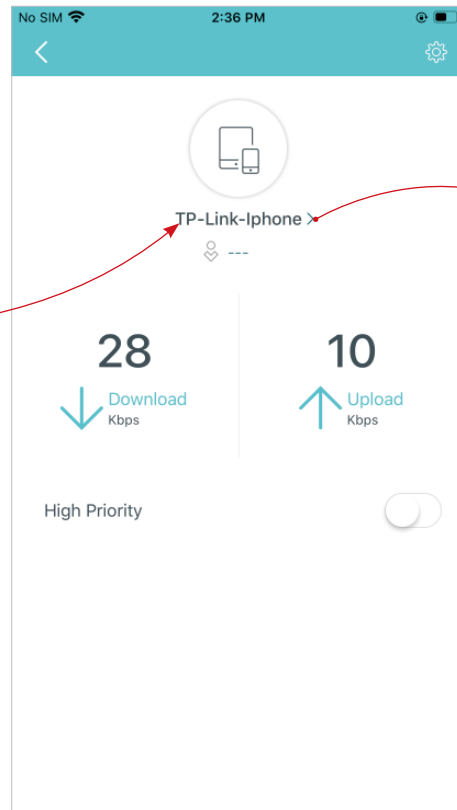 No SIM 2:36 PM
TP-Link-Iphone >
---
28 10
Download Upload
Kbps Kbps
High Priority